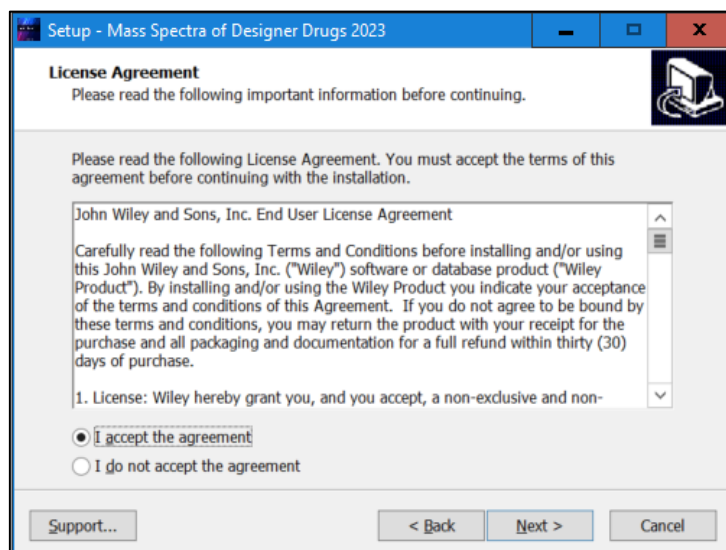 Setup - Mass Spectra of Designer Drugs 2023
License Agreement
Please read the following important information before continuing.
Please read the following License Agreement. You must accept the terms of this
agreement before continuing with the installation.
John Wiley and Sons, Inc. End User License Agreement
Carefully read the following Terms and Conditions before installing and/or using
this John Wiley and Sons, Inc. ("Wiley") software or database product ("Wiley
Product"). By installing and/or using the Wiley Product you indicate your acceptance
of the terms and conditions of this Agreement.  If you do not agree to be bound by
these terms and conditions, you may return the product with your receipt for the
purchase and all packaging and documentation for a full refund within thirty (30)
days of purchase.
1. License: Wiley hereby grant you, and you accept, a non-exclusive and non-
I accept the agreement
I do not accept the agreement
Support...
< Back
Next >
Cancel